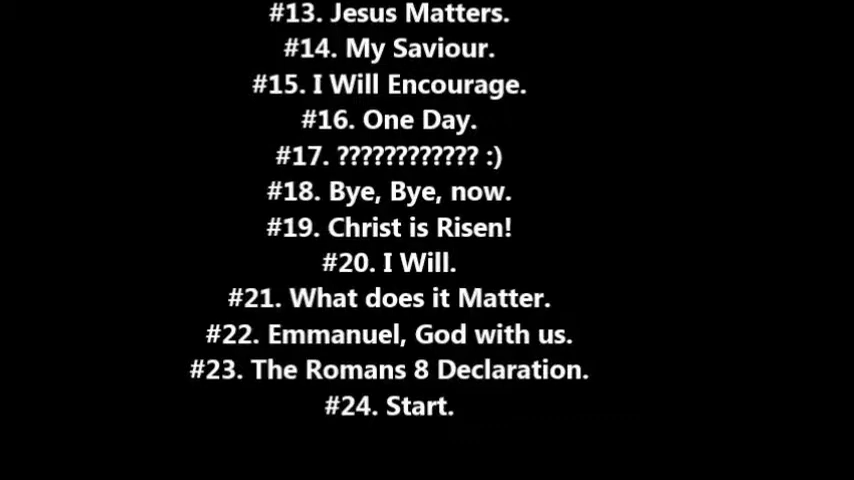 #13. Jesus Matters.
#14. My Saviour.
#15. I Will Encourage.
#16. One Day.
#17. ???????????? :)
#18. Bye, Bye, now.
#19. Christ is Risen!
#20. I Will.
#21. What does it Matter.
#22. Emmanuel, God with us.
#23. The Romans 8 Declaration.
#24. Start.